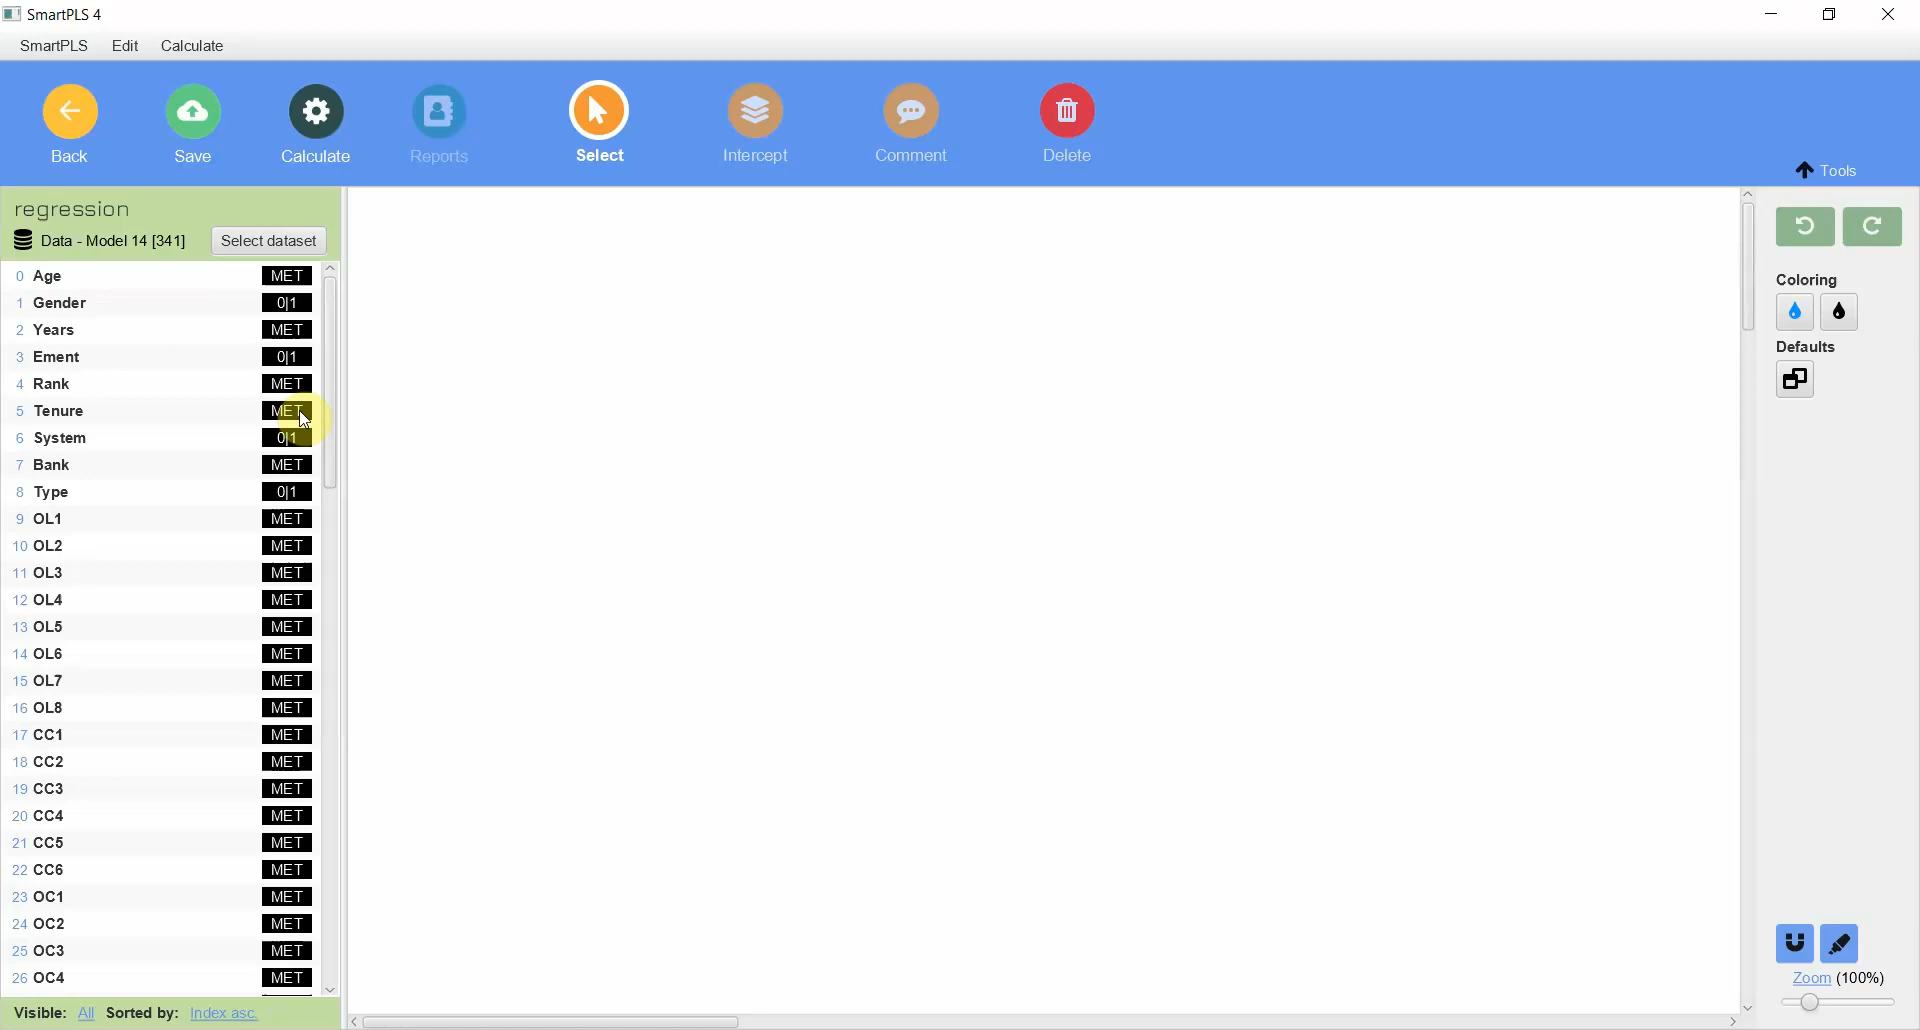 SmartPLS 4
SmartPLS Edit Calculate
Back Save Calculate Reports Select Intercept Comment Delete Tools
regression
Data - Model 14 [341] Select dataset
0 Age MET
1 Gender 0|1
2 Years MET
3 Ement 0|1
4 Rank MET
5 Tenure MET
6 System 0|1
7 Bank MET
8 Type 0|1
9 OL1 MET
10 OL2 MET
11 OL3 MET
12 OL4 MET
13 OL5 MET
14 OL6 MET
15 OL7 MET
16 OL8 MET
17 CC1 MET
18 CC2 MET
19 CC3 MET
20 CC4 MET
21 CC5 MET
22 CC6 MET
23 OC1 MET
24 OC2 MET
25 OC3 MET
26 OC4 MET
Visible: All Sorted by: Index asc.
Coloring
Defaults
Zoom (100%)